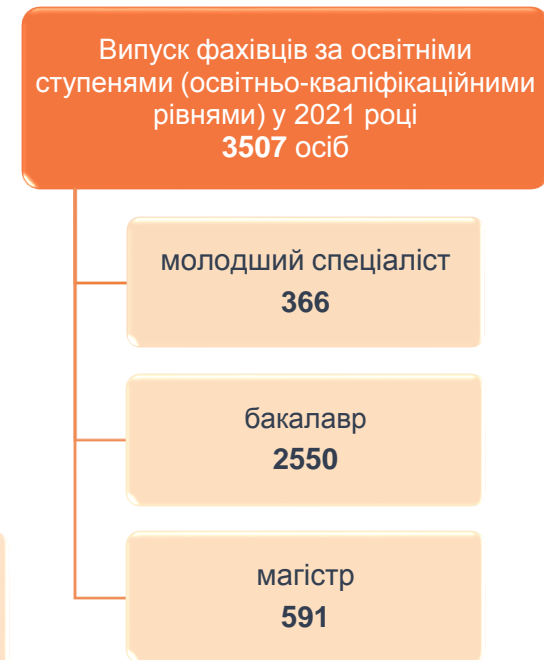 Випуск фахівців за освітніми
ступенями (освітньо-кваліфікаційними
рівнями) у 2021 році
3507 осіб
молодший спеціаліст
366
бакалавр
2550
магістр
591